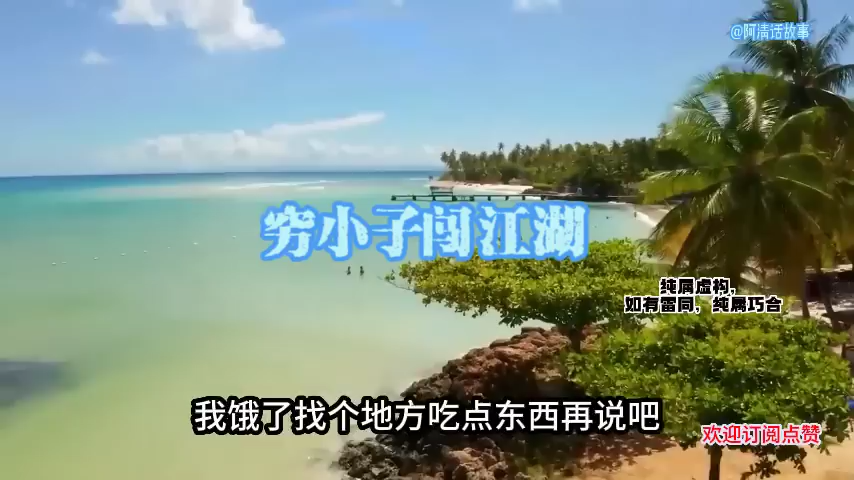 @阿清话故事
穷小子闯江湖
纯属虚构,
如有雷同，纯属巧合
我饿了找个地方吃点东西再说吧
欢迎订阅点赞